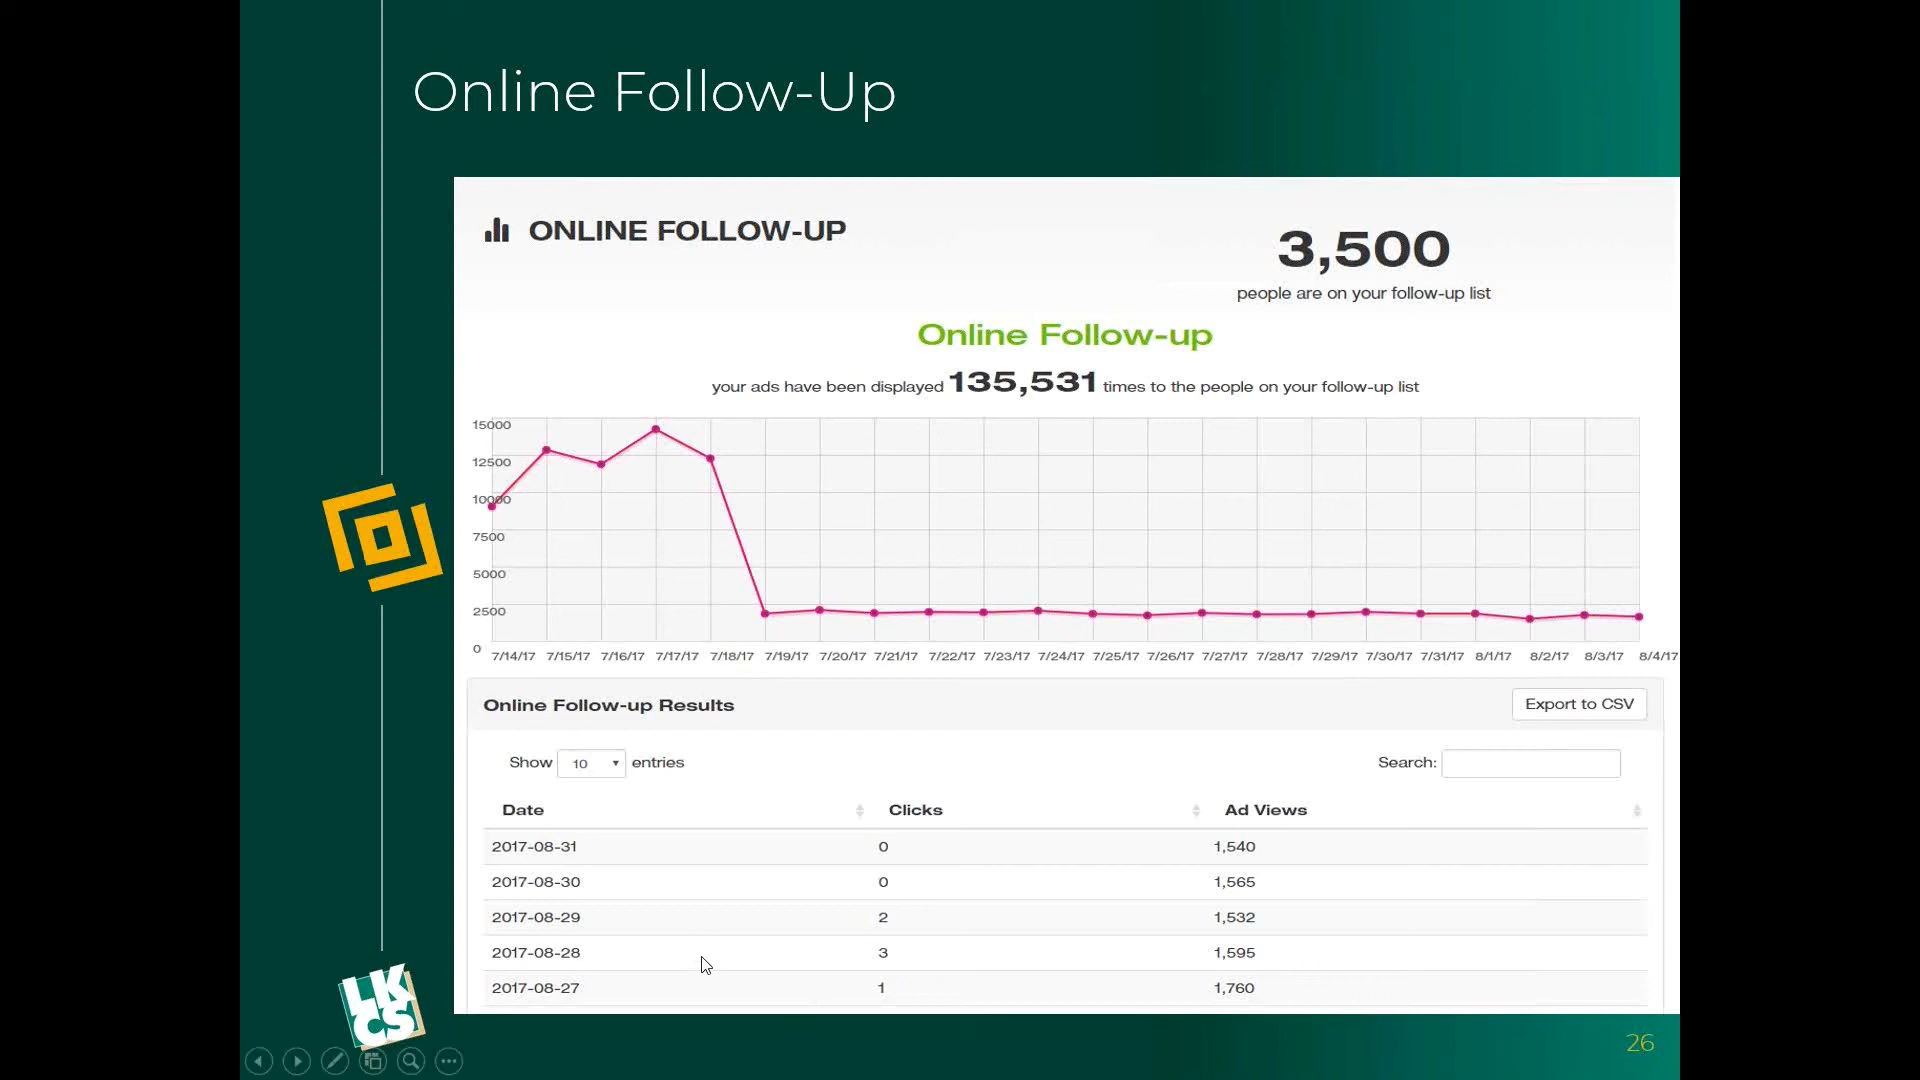 Online Follow-Up
ONLINE FOLLOW-UP
3,500
people are on your follow-up list
Online Follow-up
your ads have been displayed 135,531 times to the people on your follow-up list
15000
12500
10000
7500
5000
2500
0
7/14/17 7/15/17 7/16/17 7/17/17 7/18/17 7/19/17 7/20/17 7/21/17 7/22/17 7/23/17 7/24/17 7/25/17 7/26/17 7/27/17 7/28/17 7/29/17 7/30/17 7/31/17 8/1/17 8/2/17 8/3/17 8/4/17
Online Follow-up Results Export to CSV
Show 10 entries Search:
Date Clicks Ad Views
2017-08-31 0 1,540
2017-08-30 0 1,565
2017-08-29 2 1,532
2017-08-28 3 1,595
2017-08-27 1 1,760
LK
CS
26